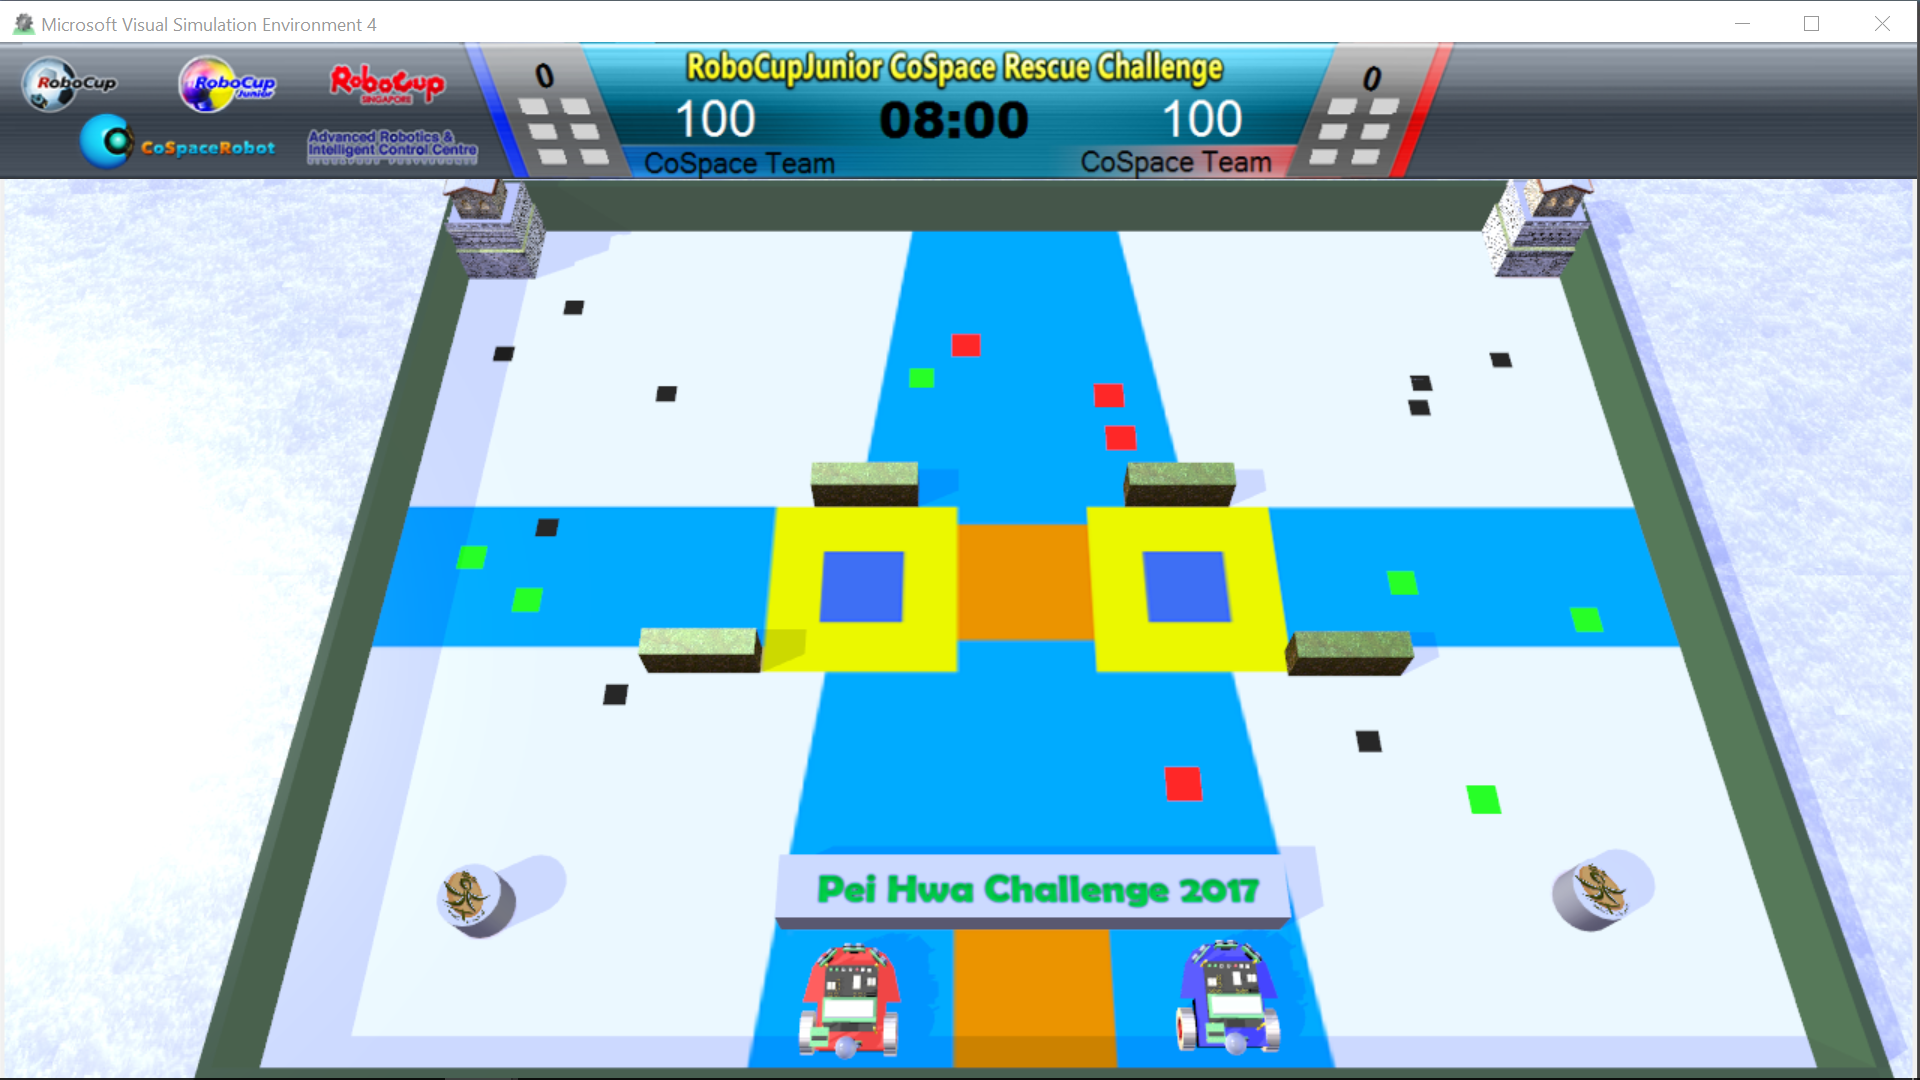 Microsoft Visual Simulation Environment 4
RoboCup
RoboCup
Junior
RoboCup
SINGAPORE
CoSpaceRobot
Advanced Robotics &
Intelligent Control Centre
0
RoboCupJunior CoSpace Rescue Challenge
0
100
08:00
100
CoSpace Team
CoSpace Team
Pei Hwa Challenge 2017